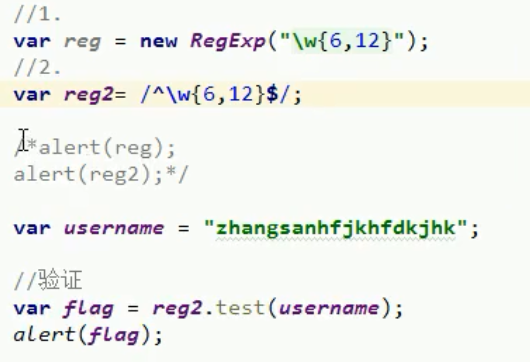 //1.
var reg = new RegExp("\w{6,12}");
//2.
var reg2= /^\w{6,12}$/;
/*alert(reg);
alert(reg2);*/
var username = "zhangsanhfjkhfdkjhk";
//验证
var flag = reg2.test(username);
alert(flag);